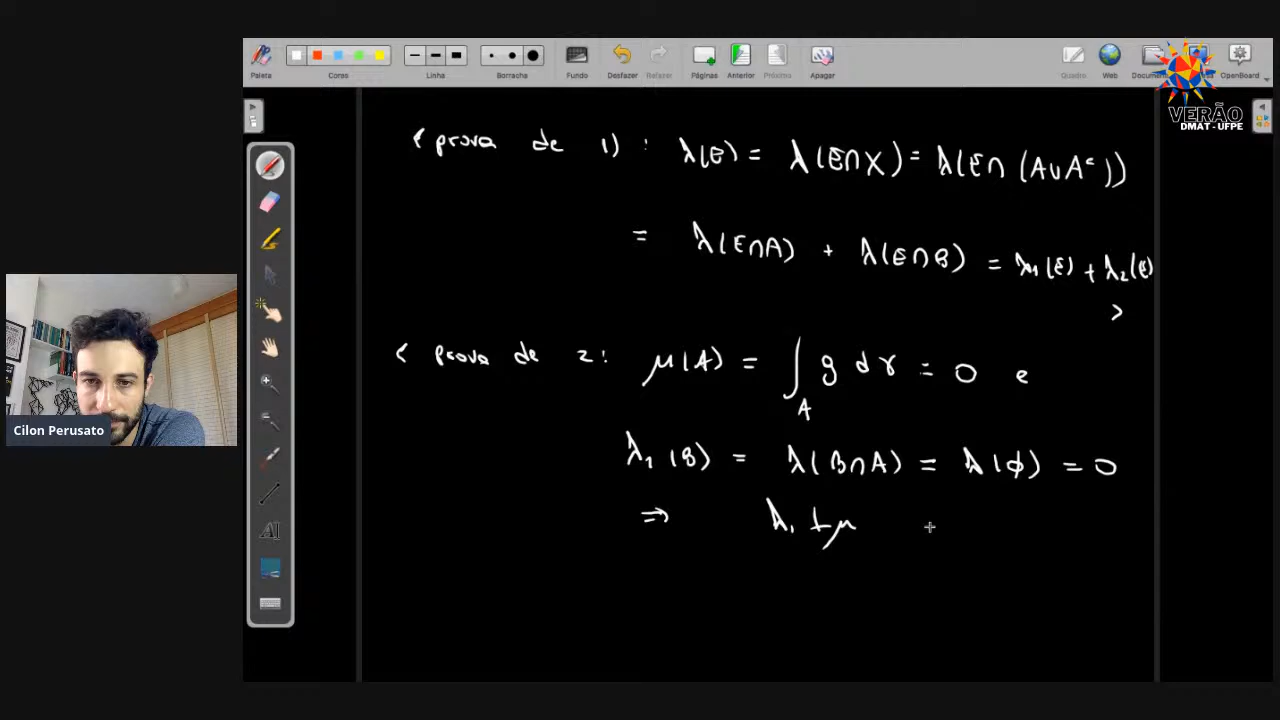 Paleta Cores Linha Borracha Fundo Desfazer Refazer Páginas Anterior Próximo Apagar Quadro Web OpenBoard
VERÃO
DMAT - UFPE
(prova de 1) : λ(E) = λ(E∩X) = λ(E∩(A∪Aᶜ))
= λ(E∩A) + λ(E∩B) = λ₁(E) + λ₂(E)
>
< prova de 2: μ(A) = ∫_A g dγ = 0 e
λ₁(B) = λ(B∩A) = λ(ϕ) = 0
⇒ λ₁ ⊥ μ
Cilon Perusato